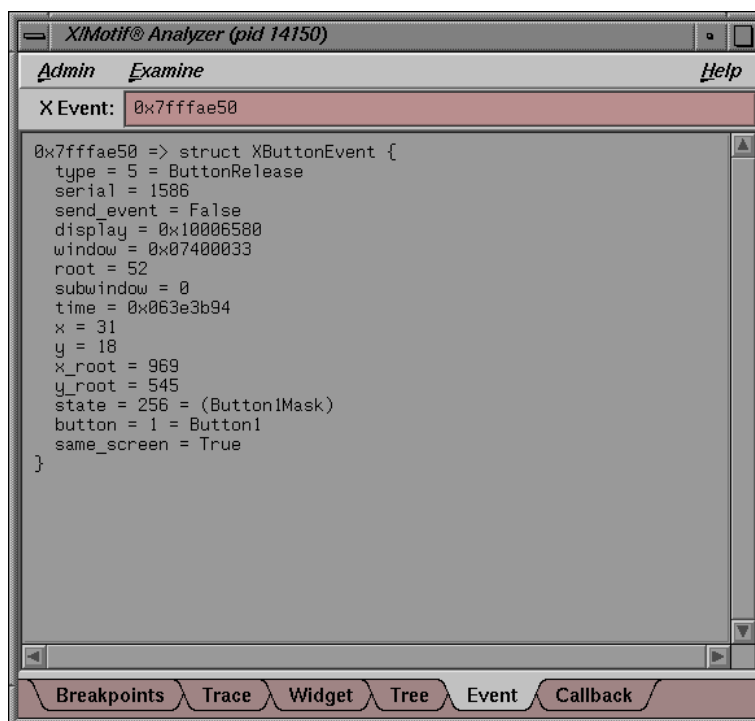 X/Motif® Analyzer (pid 14150)
Admin Examine Help
X Event: 0x7fffae50
0x7fffae50 => struct XButtonEvent {
type = 5 = ButtonRelease
serial = 1586
send_event = False
display = 0x10006580
window = 0x07400033
root = 52
subwindow = 0
time = 0x063e3b94
x = 31
y = 18
x_root = 969
y_root = 545
state = 256 = (Button1Mask)
button = 1 = Button1
same_screen = True
}
Breakpoints Trace Widget Tree Event Callback